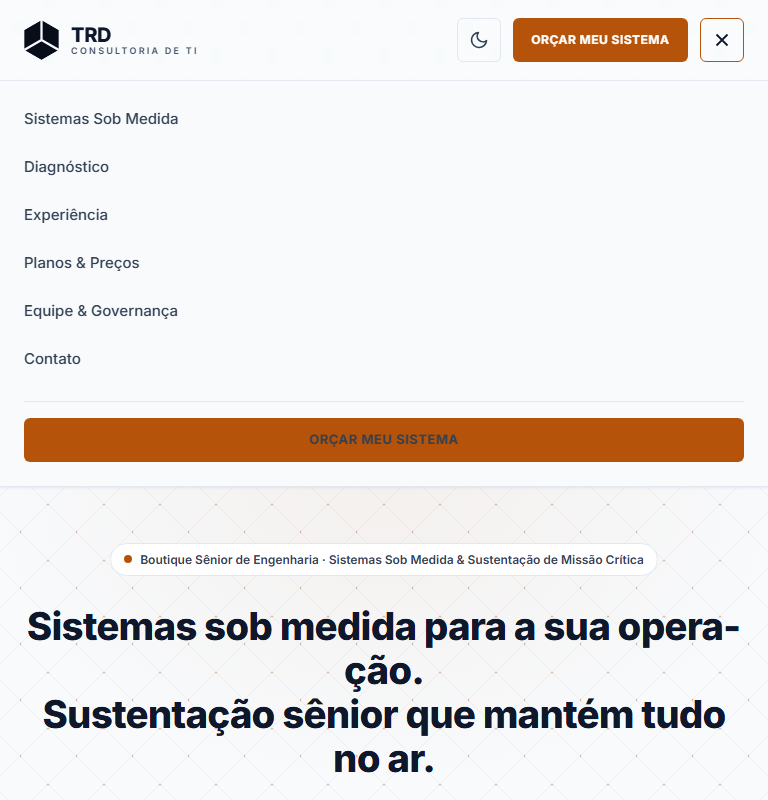 TRD
CONSULTORIA DE TI
ORÇAR MEU SISTEMA
Sistemas Sob Medida
Diagnóstico
Experiência
Planos & Preços
Equipe & Governança
Contato
ORÇAR MEU SISTEMA
Boutique Sênior de Engenharia · Sistemas Sob Medida & Sustentação de Missão Crítica
Sistemas sob medida para a sua opera-
ção.
Sustentação sênior que mantém tudo
no ar.